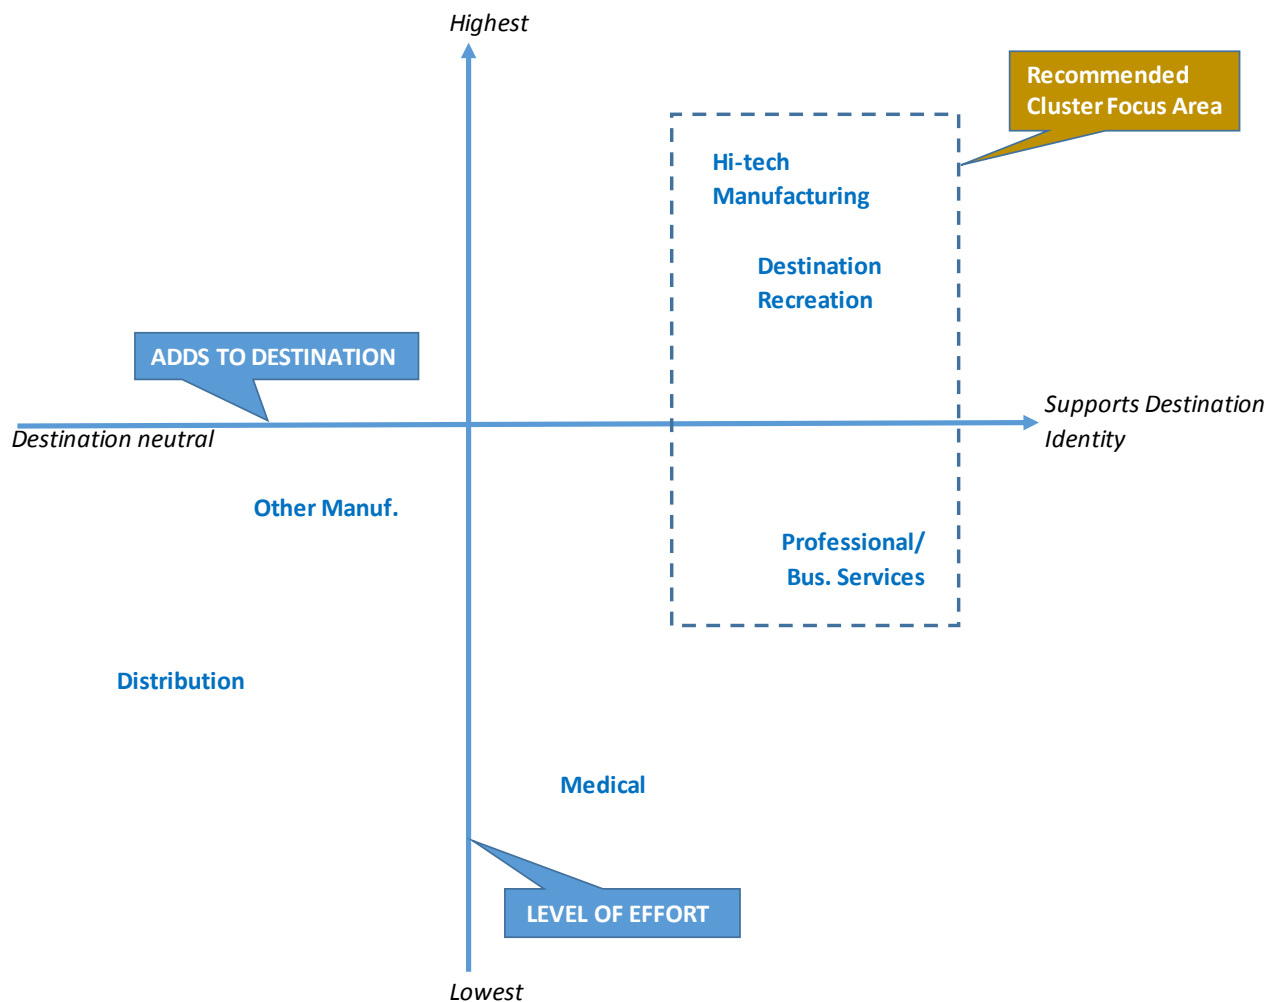 Highest
Recommended
Cluster Focus Area
Hi-tech
Manufacturing
Destination
Recreation
ADDS TO DESTINATION
Supports Destination
Identity
Destination neutral
Other Manuf.
Professional/
Bus. Services
Distribution
Medical
LEVEL OF EFFORT
Lowest